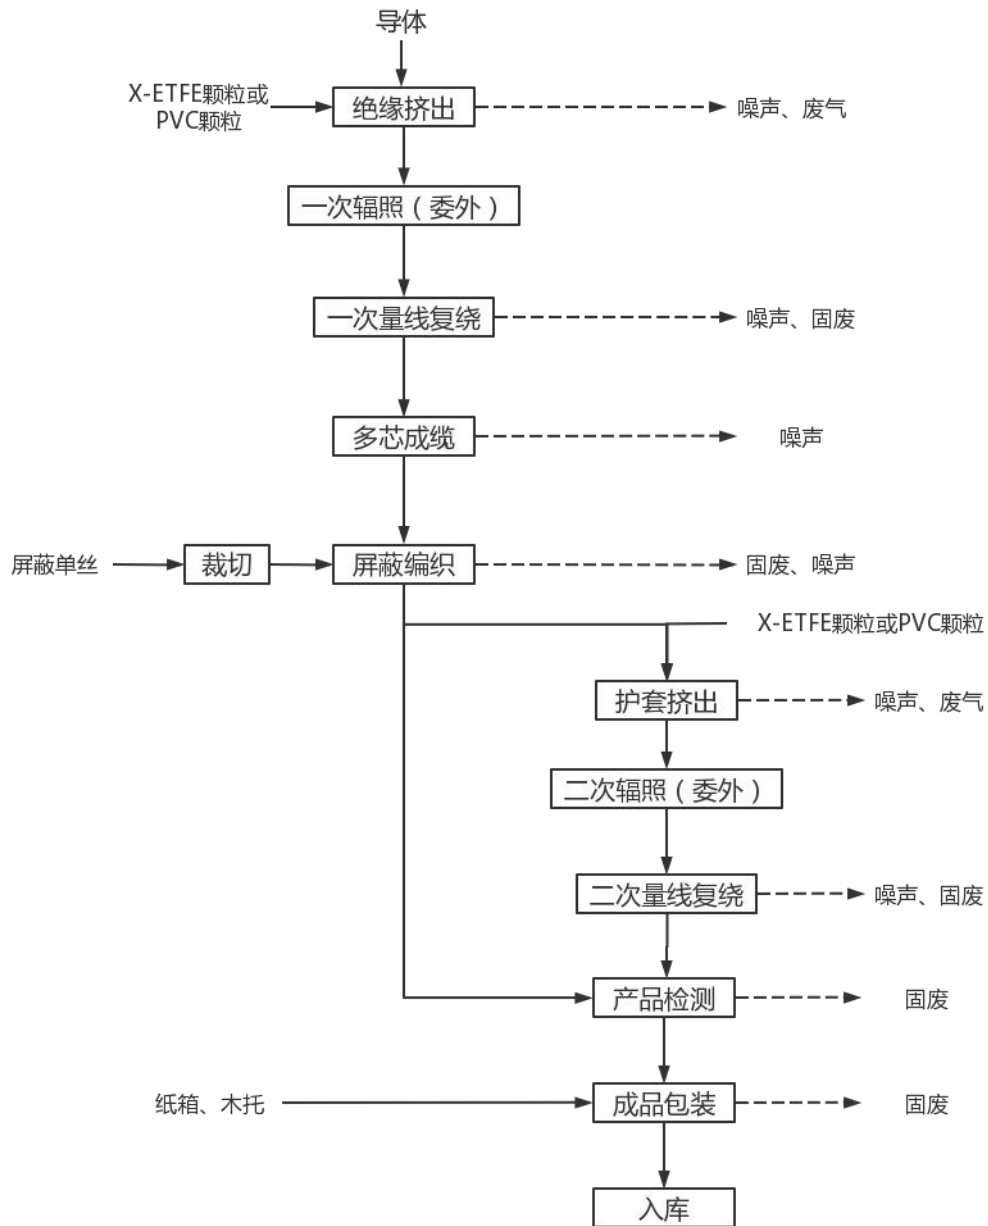 导体
X-ETFE颗粒或
PVC颗粒
绝缘挤出
噪声、废气
一次辐照（委外）
一次量线复绕
噪声、固废
多芯成缆
噪声
屏蔽单丝
裁切
屏蔽编织
固废、噪声
X-ETFE颗粒或PVC颗粒
护套挤出
噪声、废气
二次辐照（委外）
二次量线复绕
噪声、固废
产品检测
固废
纸箱、木托
成品包装
固废
入库